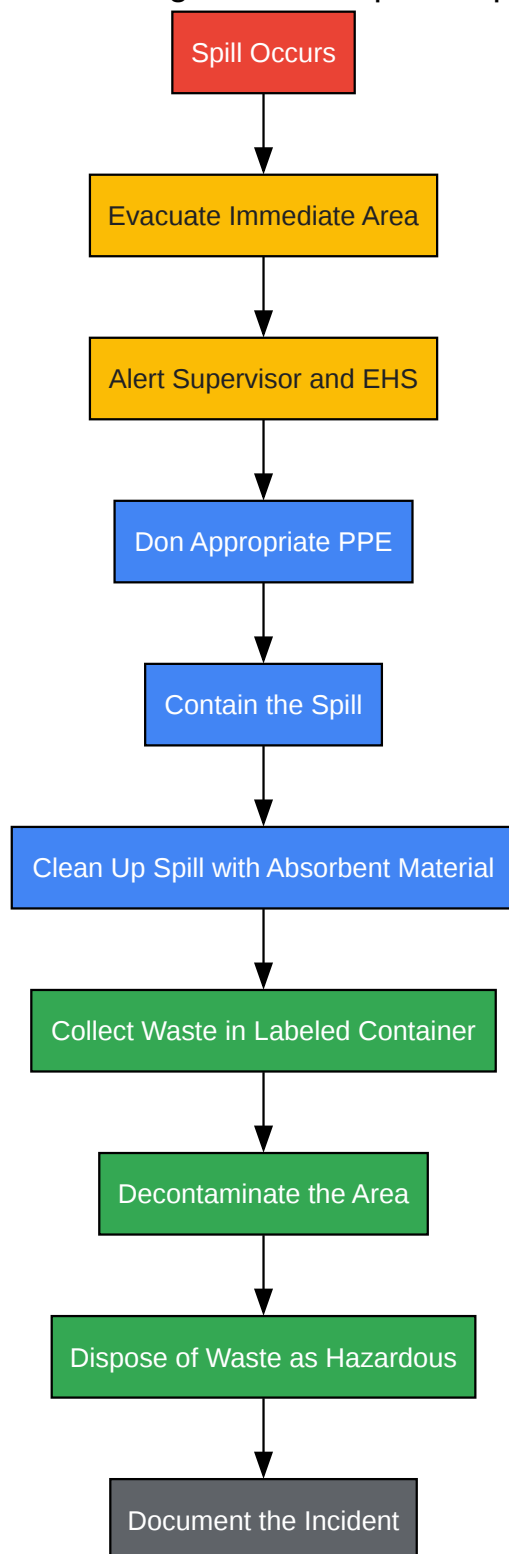 Spill Occurs
Evacuate Immediate Area
Alert Supervisor and EHS
Don Appropriate PPE
Contain the Spill
Clean Up Spill with Absorbent Material
Collect Waste in Labeled Container
Decontaminate the Area
Dispose of Waste as Hazardous
Document the Incident